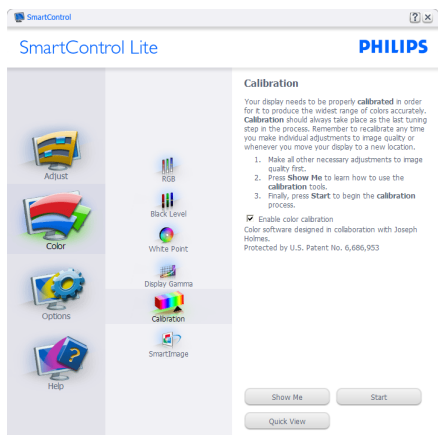 SmartControl
SmartControl Lite
PHILIPS
Adjust
Color
Options
Help
RGB
Black Level
White Point
Display Gamma
Calibration
SmartImage
Calibration
Your display needs to be properly calibrated in order
for it to produce the widest range of colors accurately.
Calibration should always take place as the last tuning
step in the process. Remember to recalibrate any time
you make individual adjustments to image quality or
whenever you move your display to a new location.
1. Make all other necessary adjustments to image
quality first.
2. Press Show Me to learn how to use the
calibration tools.
3. Finally, press Start to begin the calibration
process.
Enable color calibration
Color software designed in collaboration with Joseph
Holmes.
Protected by U.S. Patent No. 6,686,953
Show Me
Start
Quick View